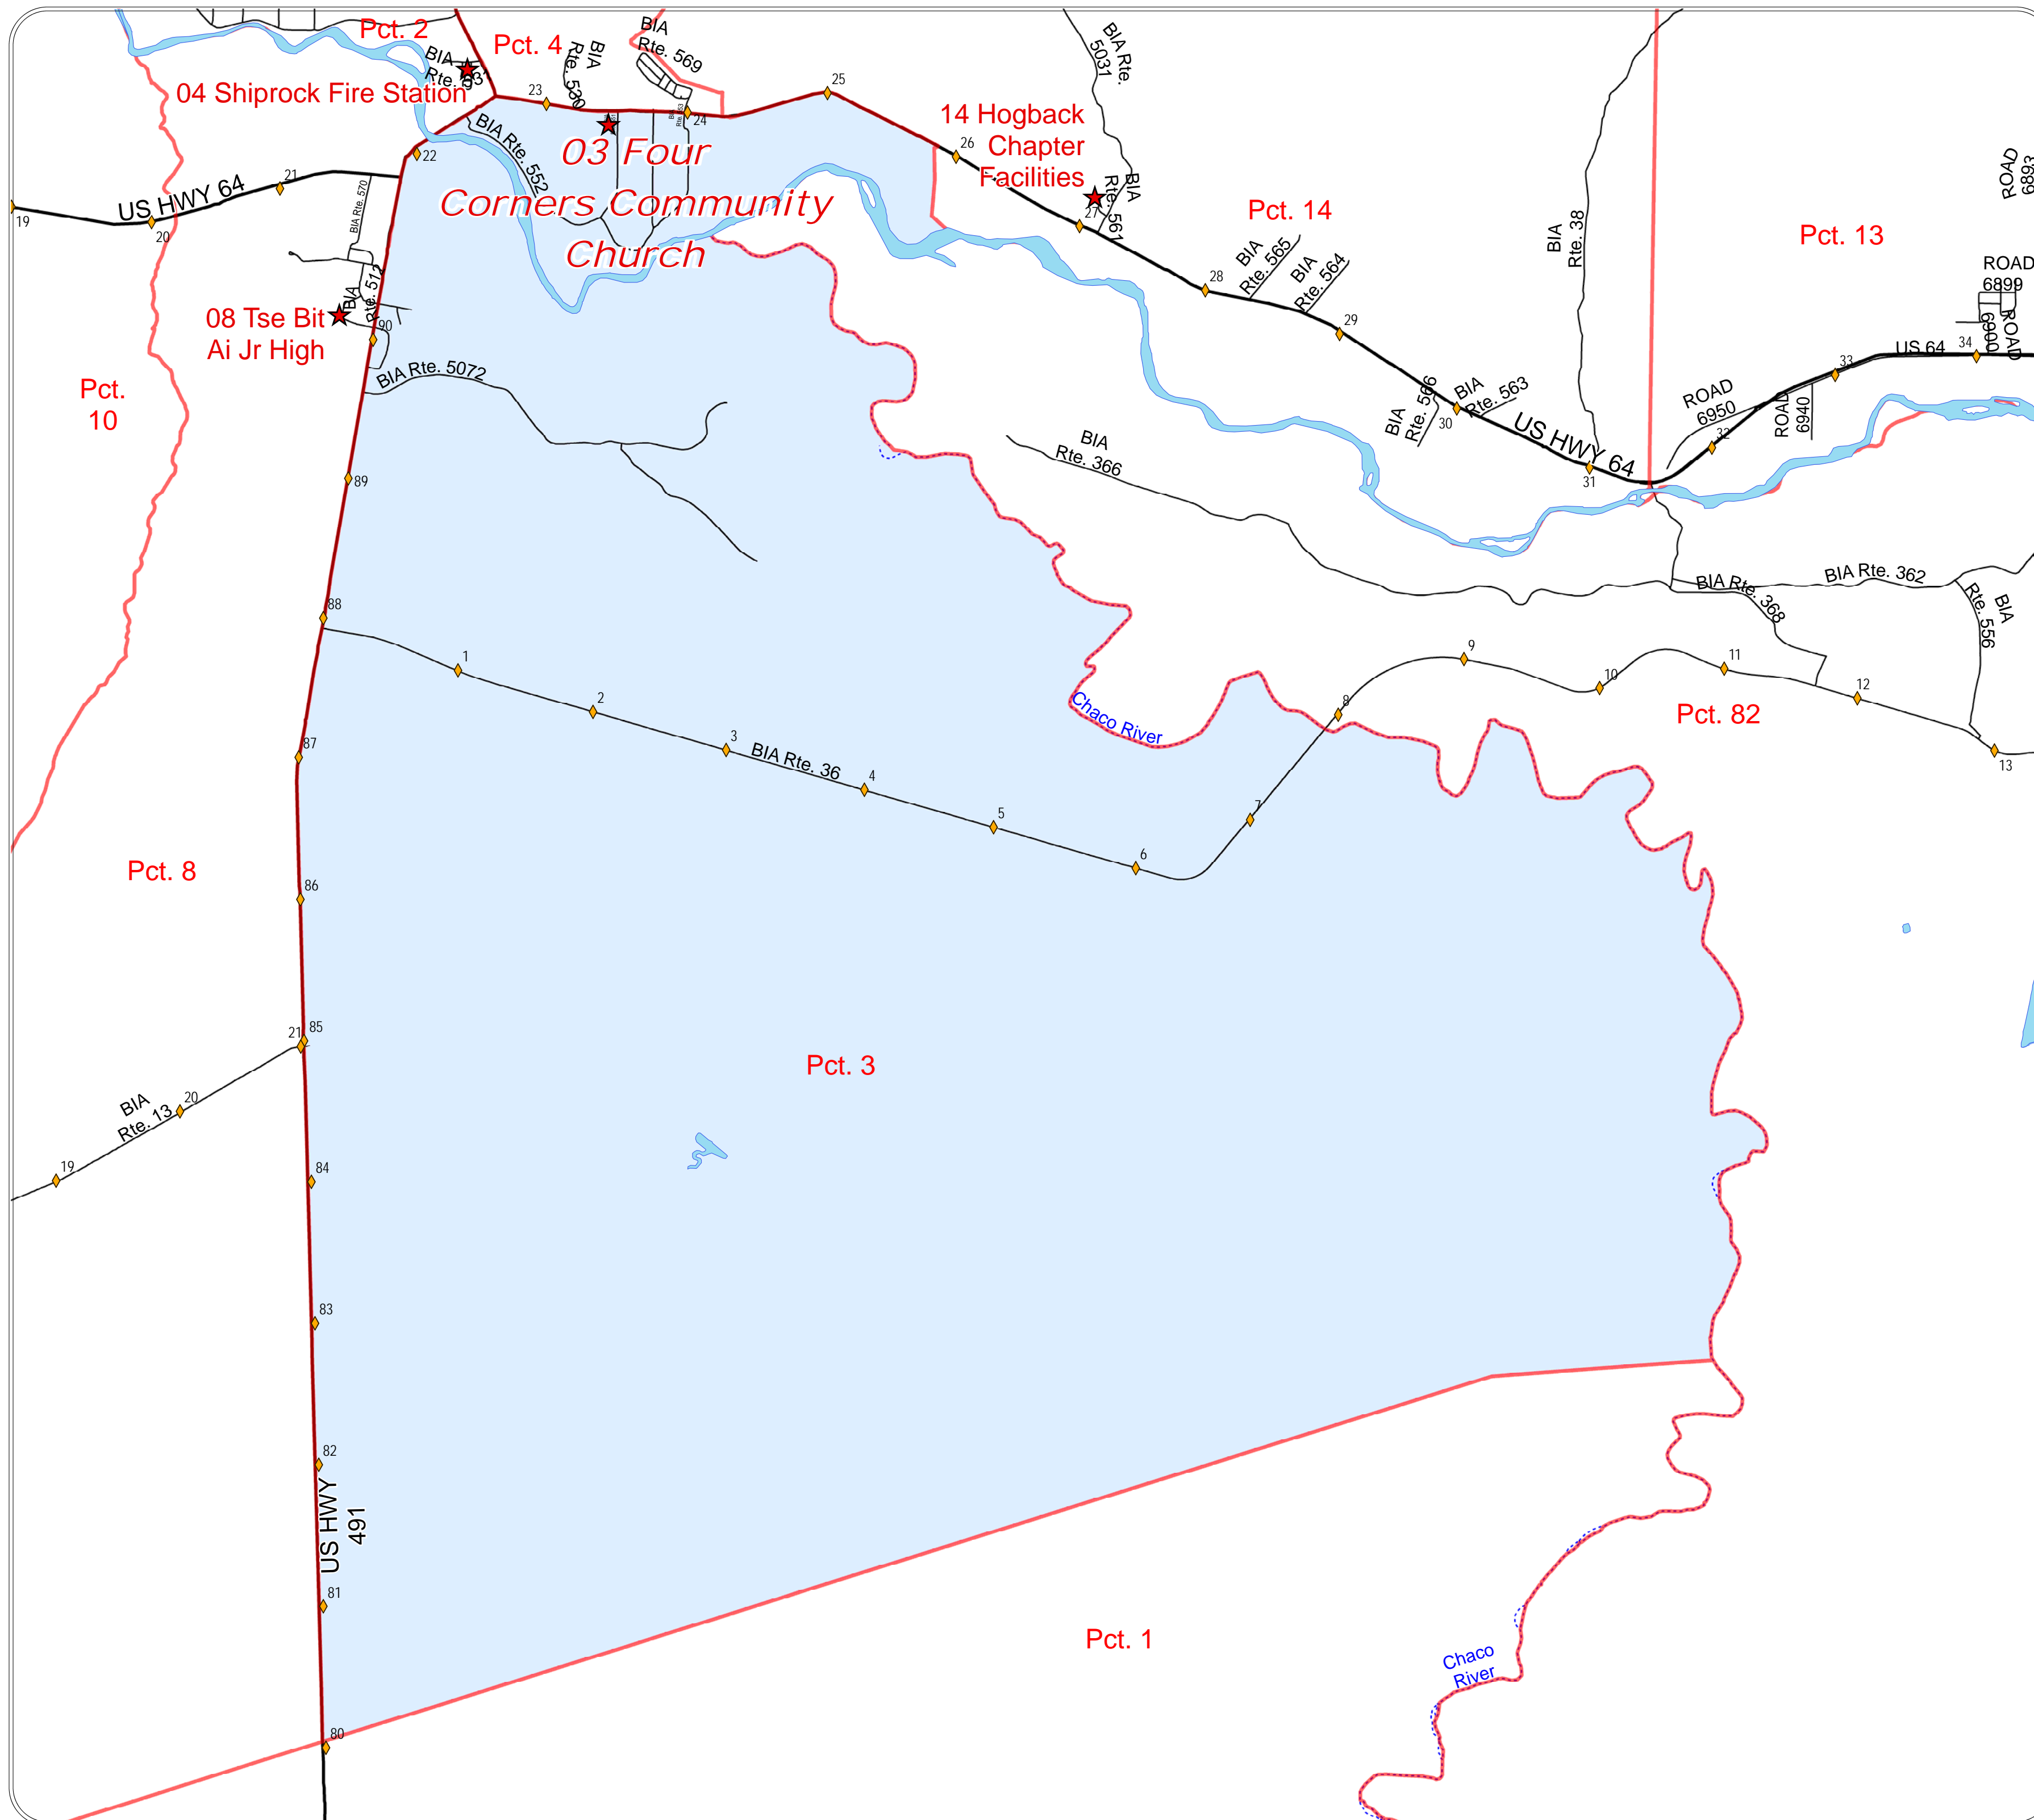 Pct. 2
Pct. 4
BIA
Rte. 569
BIA
Rte. 530
BIA
04 Shiprock Fire Station
BIA Rte.
5031
23
24
25
26
14 Hogback
Chapter
Facilities
27
BIA
Rte. 561
Pct. 14
BIA
Rte. 38
Pct. 13
ROAD
6893
22
BIA Rte. 552
03 Four
Corners Community
Church
US HWY 64
19
20
21
BIA Rte. 570
BIA
Rte. 512
28
BIA
Rte. 565
BIA
Rte. 564
29
ROAD
6899
ROAD
6900
34
US 64
33
08 Tse Bit
Ai Jr High
90
BIA Rte. 5072
Pct.
10
BIA
Rte. 566
30
BIA
Rte. 563
US HWY 64
31
ROAD
6950
ROAD
6940
32
BIA
Rte. 366
89
BIA Rte. 368
BIA Rte. 362
BIA
Rte. 556
88
1
2
3
BIA Rte. 36
4
5
6
7
8
9
10
11
12
13
Chaco River
Pct. 82
87
Pct. 8
86
85
21
20
BIA
Rte. 13
19
Pct. 3
84
83
82
US HWY
491
81
80
Pct. 1
Chaco
River